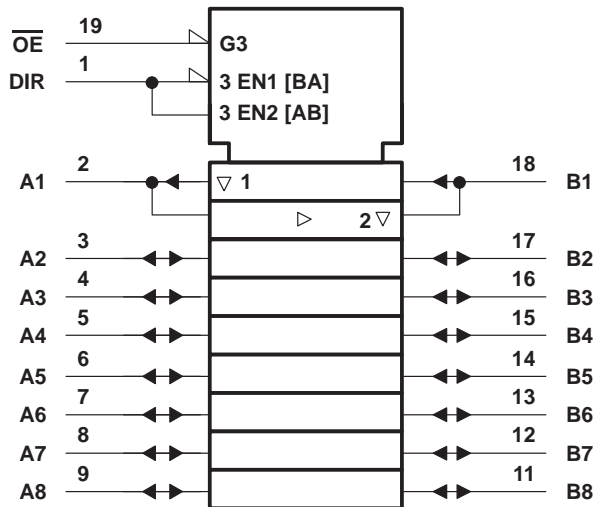 OE 19 G3
DIR 1 3 EN1 [BA]
3 EN2 [AB]
A1 2 1 18 B1
2
A2 3 17 B2
A3 4 16 B3
A4 5 15 B4
A5 6 14 B5
A6 7 13 B6
A7 8 12 B7
A8 9 11 B8